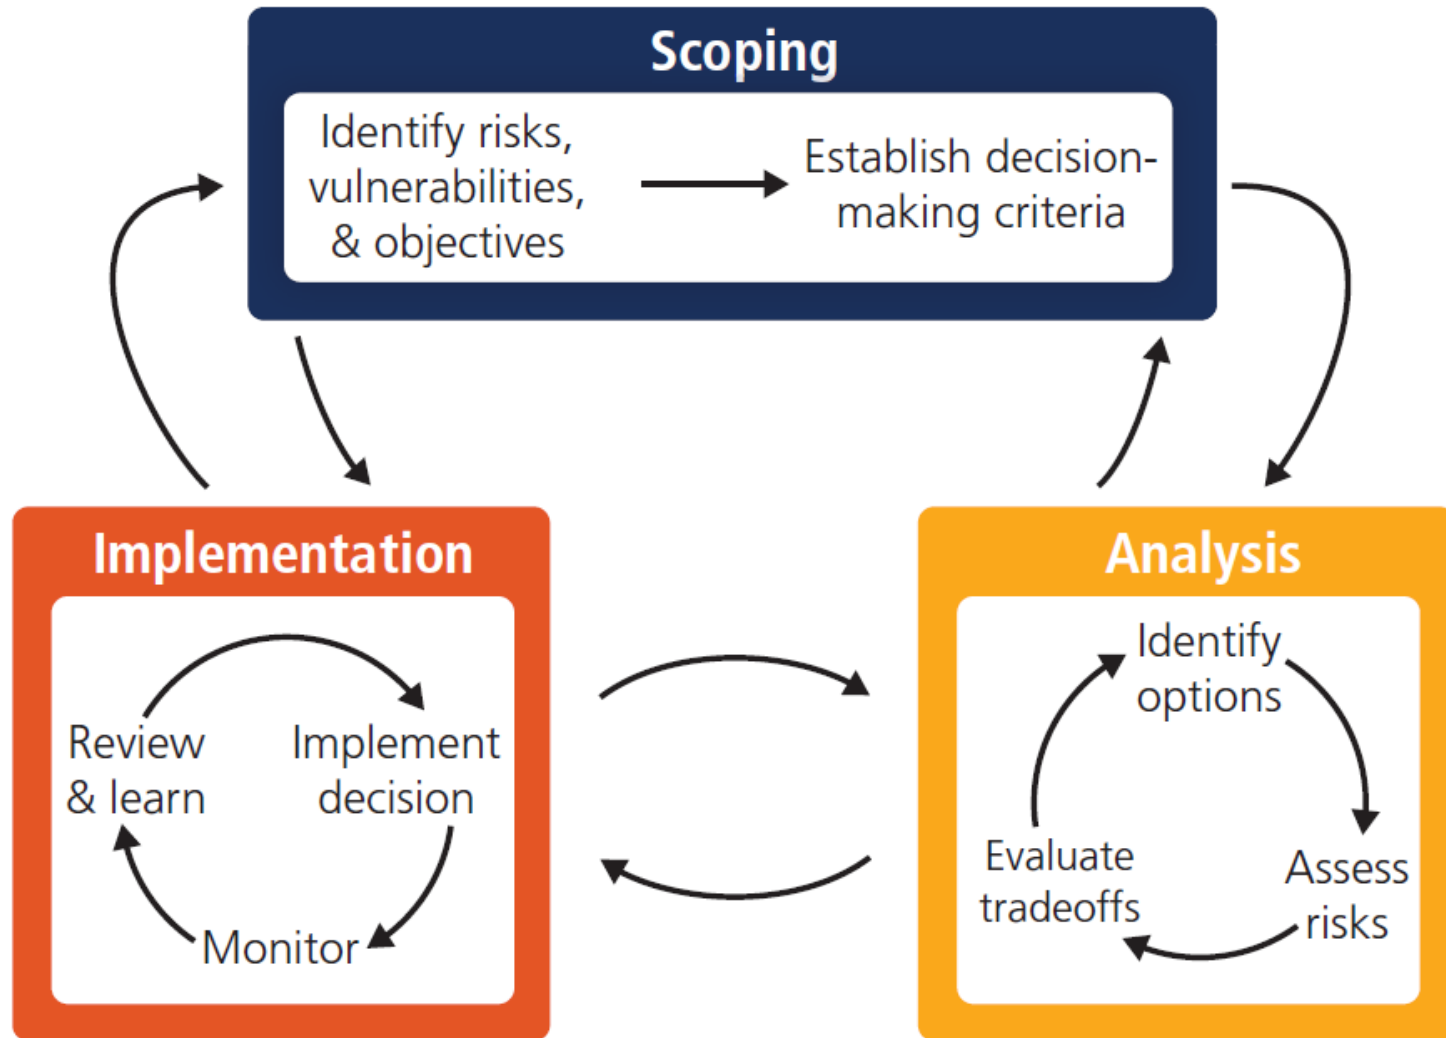 Scoping
Identify risks,
vulnerabilities,
& objectives
Establish decision-
making criteria
Implementation
Review
& learn
Implement
decision
Monitor
Analysis
Identify
options
Assess
risks
Evaluate
tradeoffs